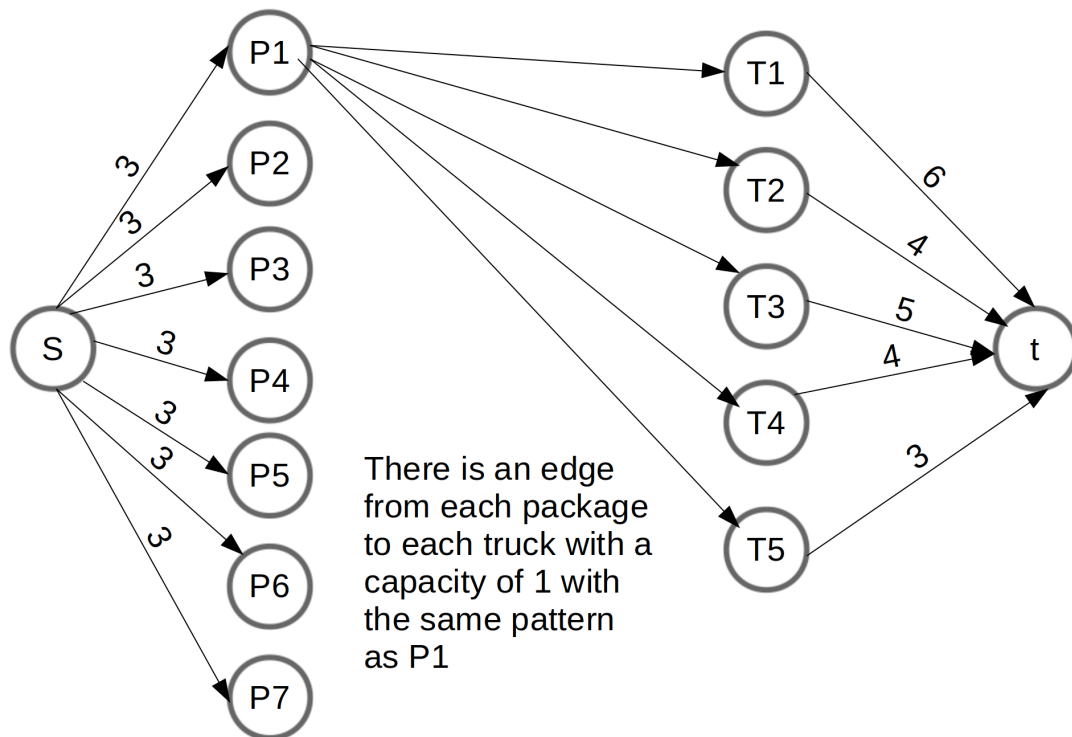 P1
T1
P2
T2
3
6
3
4
P3
3
T3
5
S
3
4
t
P4
3
T4
3
P5
3
3
There is an edge
from each package
to each truck with a
capacity of 1 with
the same pattern
as P1
T5
P6
P7